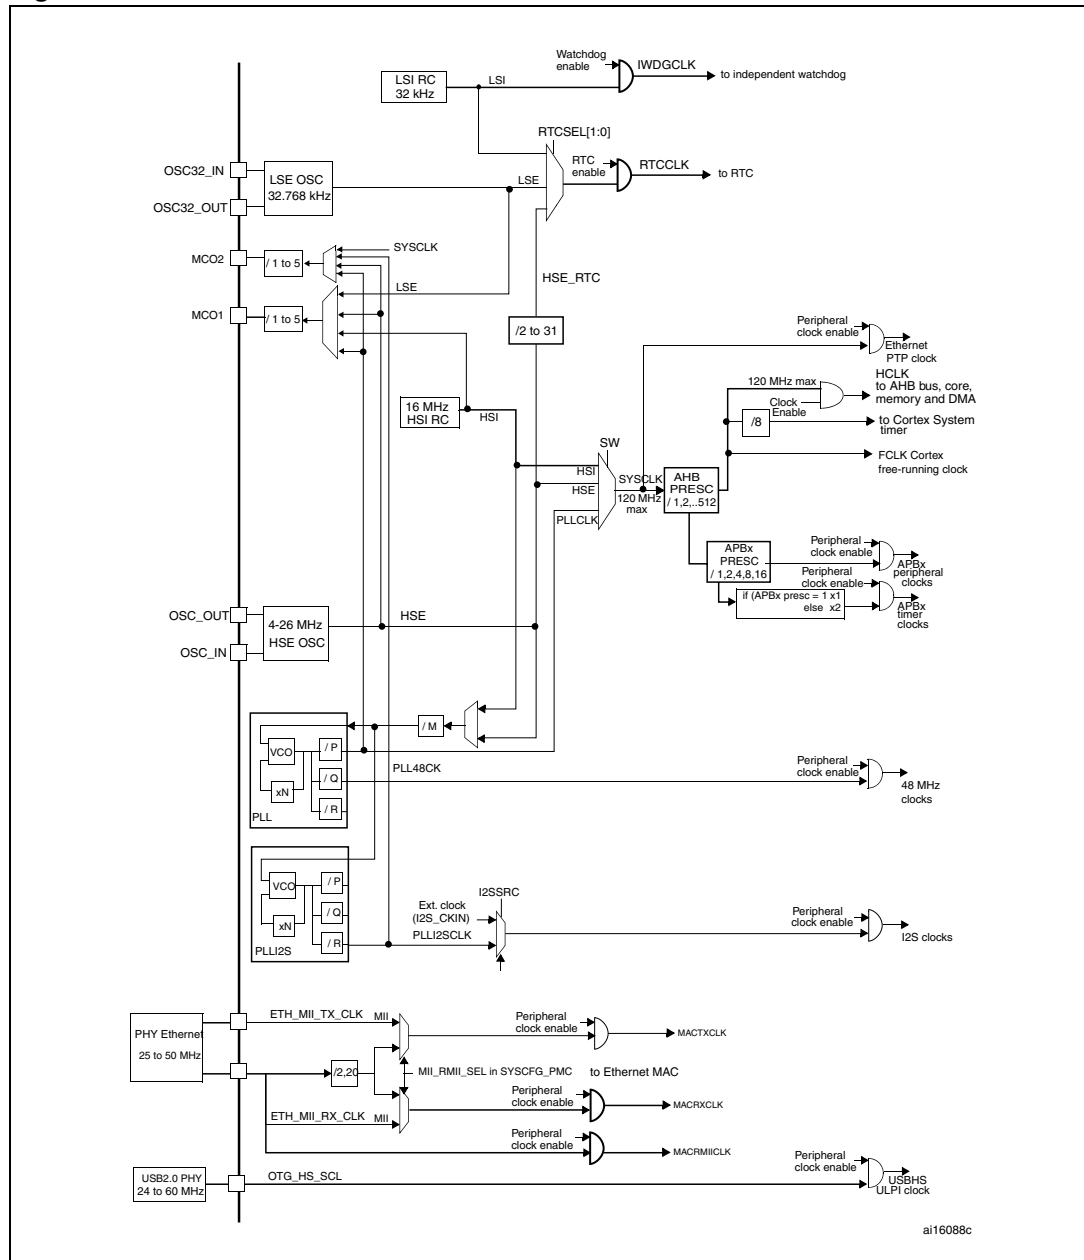 Watchdog
enable
IWDGCLK
to independent watchdog
LSI RC
32 kHz
LSI
RTCSEL[1:0]
OSC32_IN
OSC32_OUT
LSE OSC
32.768 kHz
LSE
RTC
enable
RTCCLK
to RTC
SYSCLK
MCO2
/ 1 to 5
LSE
HSE_RTC
MCO1
/ 1 to 5
/2 to 31
Peripheral
clock enable
Ethernet
PTP clock
16 MHz
HSI RC
HSI
120 MHz max
HCLK
to AHB bus, core,
memory and DMA
Clock
Enable
/8
to Cortex System
timer
FCLK Cortex
free-running clock
SW
HSI
HSE
PLLCLK
SYSCLK
120 MHz
max
AHB
PRESC
/ 1,2,..512
APBx
PRESC
/ 1,2,4,8,16
Peripheral
clock enable
APBx
peripheral
clocks
Peripheral
clock enable
if (APBx presc = 1 x1
else x2
APBx
timer
clocks
OSC_OUT
OSC_IN
4-26 MHz
HSE OSC
HSE
/ M
VCO
xN
/ P
/ Q
/ R
PLL
PLL48CK
Peripheral
clock enable
48 MHz
clocks
VCO
xN
/ P
/ Q
/ R
PLLI2S
I2SSRC
Ext. clock
(I2S_CKIN)
PLLI2SCLK
Peripheral
clock enable
I2S clocks
PHY Ethernet
25 to 50 MHz
ETH_MII_TX_CLK
MII
Peripheral
clock enable
MACTXCLK
/2,20
MII_RMII_SEL in SYSCFG_PMC
to Ethernet MAC
ETH_MII_RX_CLK
MII
Peripheral
clock enable
MACRXCLK
Peripheral
clock enable
MACRMIICLK
USB2.0 PHY
24 to 60 MHz
OTG_HS_SCL
Peripheral
clock enable
USBHS
ULPI clock
ai16088c